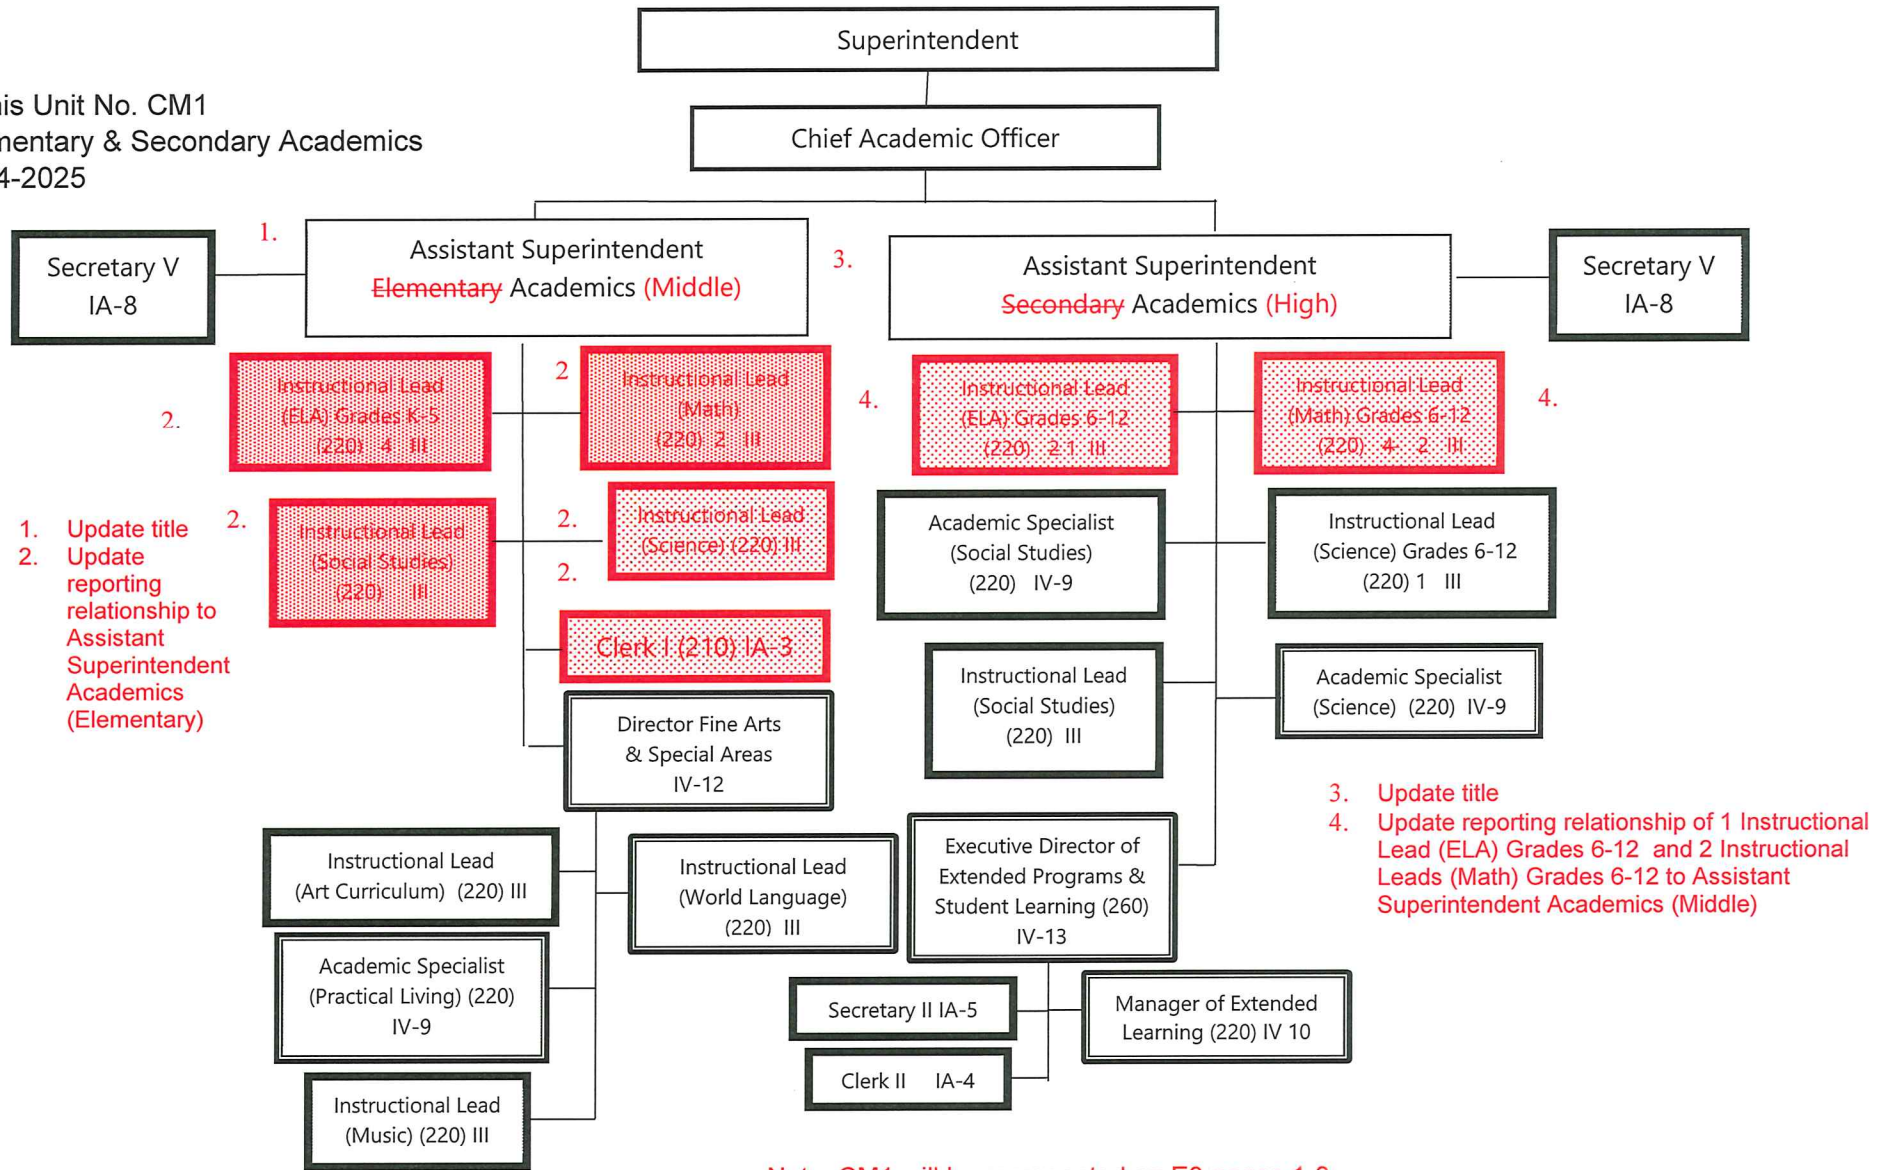 Superintendent
is Unit No. CM1
mentary & Secondary Academics
4-2025
Chief Academic Officer
1.
Secretary V
IA-8
Assistant Superintendent
Elementary Academics (Middle)
3.
Assistant Superintendent
Secondary Academics (High)
Secretary V
IA-8
2.
Instructional Lead
(ELA) Grades K-5
(220) 4 III
2
Instructional Lead
(Math)
(220) 2 III
4.
Instructional Lead
(ELA) Grades 6-12
(220) 2 1 III
Instructional Lead
(Math) Grades 6-12
(220) 4 2 III
4.
2.
Instructional Lead
(Social Studies)
(220) III
2.
Instructional Lead
(Science) (220) III
2.
Clerk I (210) IA-3
Academic Specialist
(Social Studies)
(220) IV-9
Instructional Lead
(Science) Grades 6-12
(220) 1 III
1. Update title
2. Update
reporting
relationship to
Assistant
Superintendent
Academics
(Elementary)
Instructional Lead
(Social Studies)
(220) III
Academic Specialist
(Science) (220) IV-9
Director Fine Arts
& Special Areas
IV-12
3. Update title
4. Update reporting relationship of 1 Instructional
Lead (ELA) Grades 6-12 and 2 Instructional
Leads (Math) Grades 6-12 to Assistant
Superintendent Academics (Middle)
Instructional Lead
(Art Curriculum) (220) III
Instructional Lead
(World Language)
(220) III
Executive Director of
Extended Programs &
Student Learning (260)
IV-13
Academic Specialist
(Practical Living) (220)
IV-9
Secretary II IA-5
Manager of Extended
Learning (220) IV 10
Clerk II IA-4
Instructional Lead
(Music) (220) III